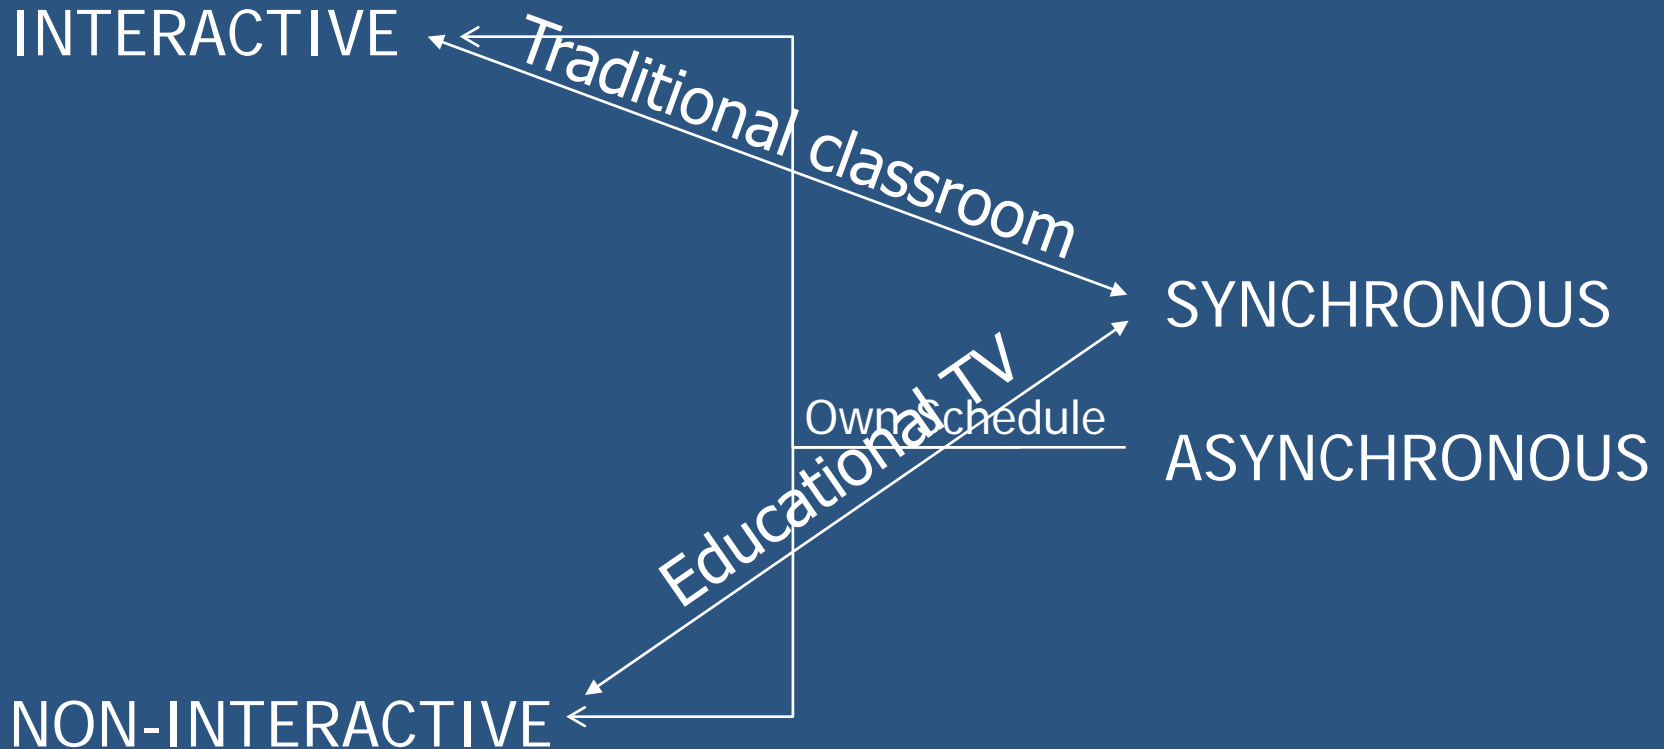 INTERACTIVE
Traditional classroom
SYNCHRONOUS
Educational TV
Own Schedule
ASYNCHRONOUS
NON-INTERACTIVE